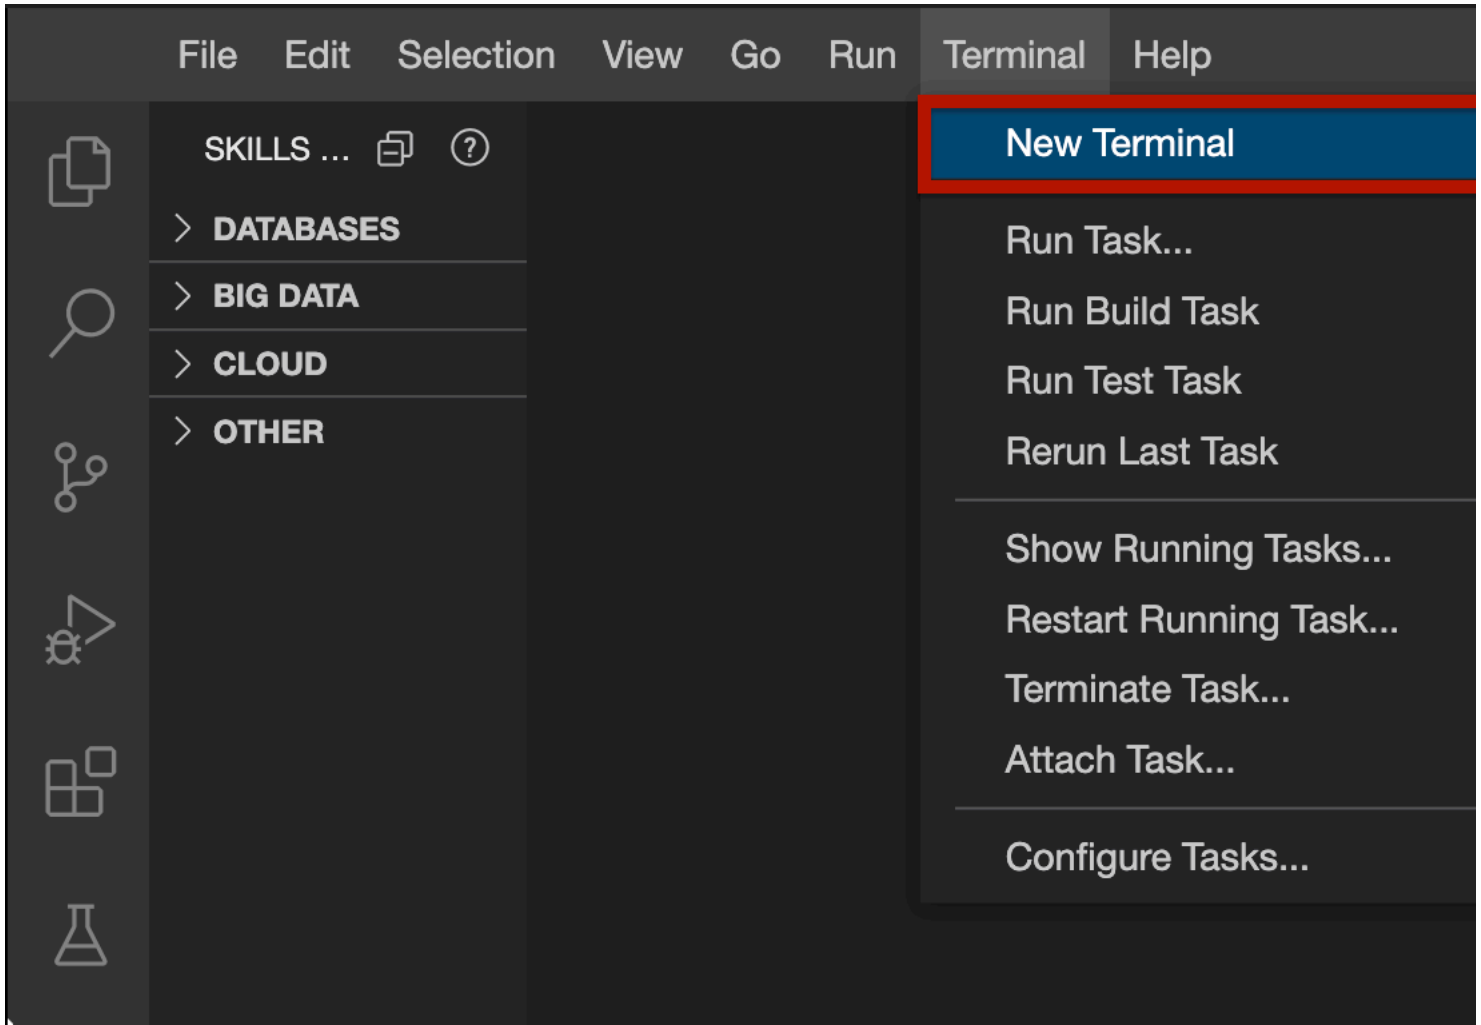 File Edit Selection View Go Run Terminal Help
SKILLS ...
DATABASES
BIG DATA
CLOUD
OTHER
New Terminal
Run Task...
Run Build Task
Run Test Task
Rerun Last Task
Show Running Tasks...
Restart Running Task...
Terminate Task...
Attach Task...
Configure Tasks...